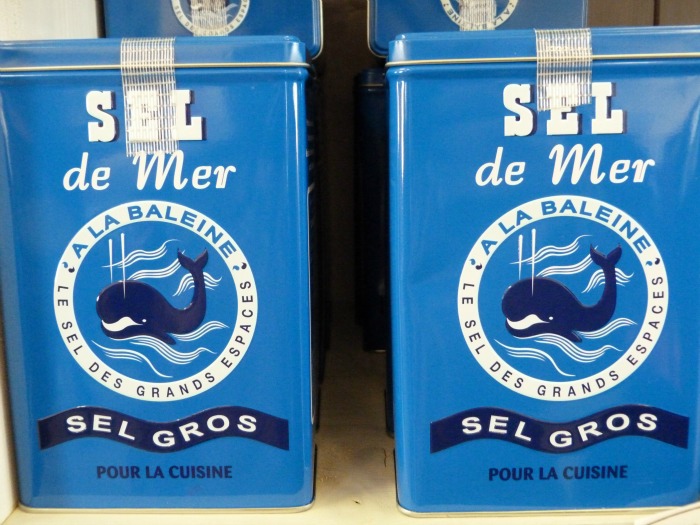 SEL
de Mer
A LA BALEINE
LE SEL DES GRANDS ESPACES
SEL GROS
POUR LA CUISINE
SEL
de Mer
A LA BALEINE
LE SEL DES GRANDS ESPACES
SEL GROS
POUR LA CUISINE